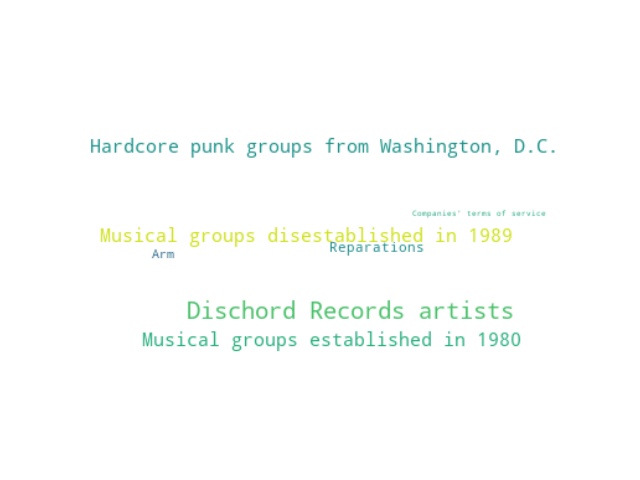 Hardcore punk groups from Washington, D.C.
Companies' terms of service
Musical groups disestablished in 1989
Reparations
Arm
Dischord Records artists
Musical groups established in 1980